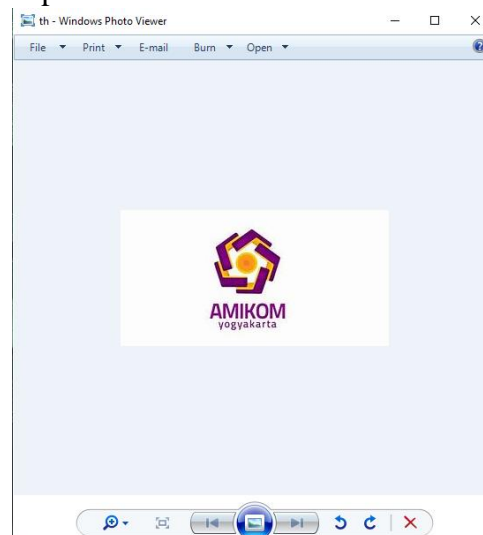 th - Windows Photo Viewer
File Print E-mail Burn Open
AMIKOM
yogyakarta